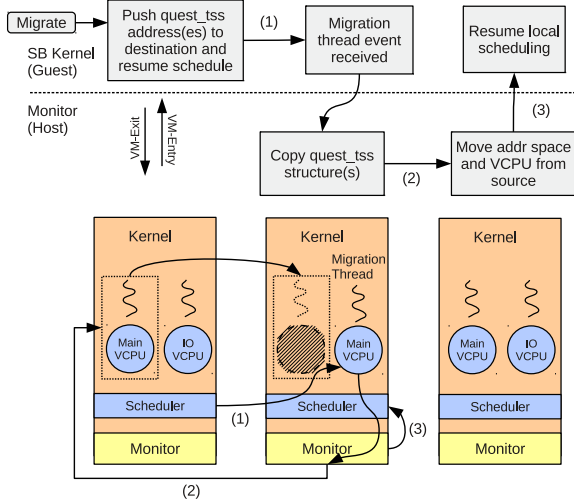 Migrate
SB Kernel
(Guest)
Push quest_tss
address(es) to
destination and
resume schedule
(1)
Migration
thread event
received
Resume local
scheduling
Monitor
(Host)
VM-Exit
VM-Entry
(3)
Copy quest_tss
structure(s)
(2)
Move addr space
and VCPU from
source
Kernel
Main
VCPU
IO
VCPU
Scheduler
Monitor
Kernel
Migration
Thread
Main
VCPU
Scheduler
Monitor
Kernel
Main
VCPU
IO
VCPU
Scheduler
Monitor
(1)
(3)
(2)